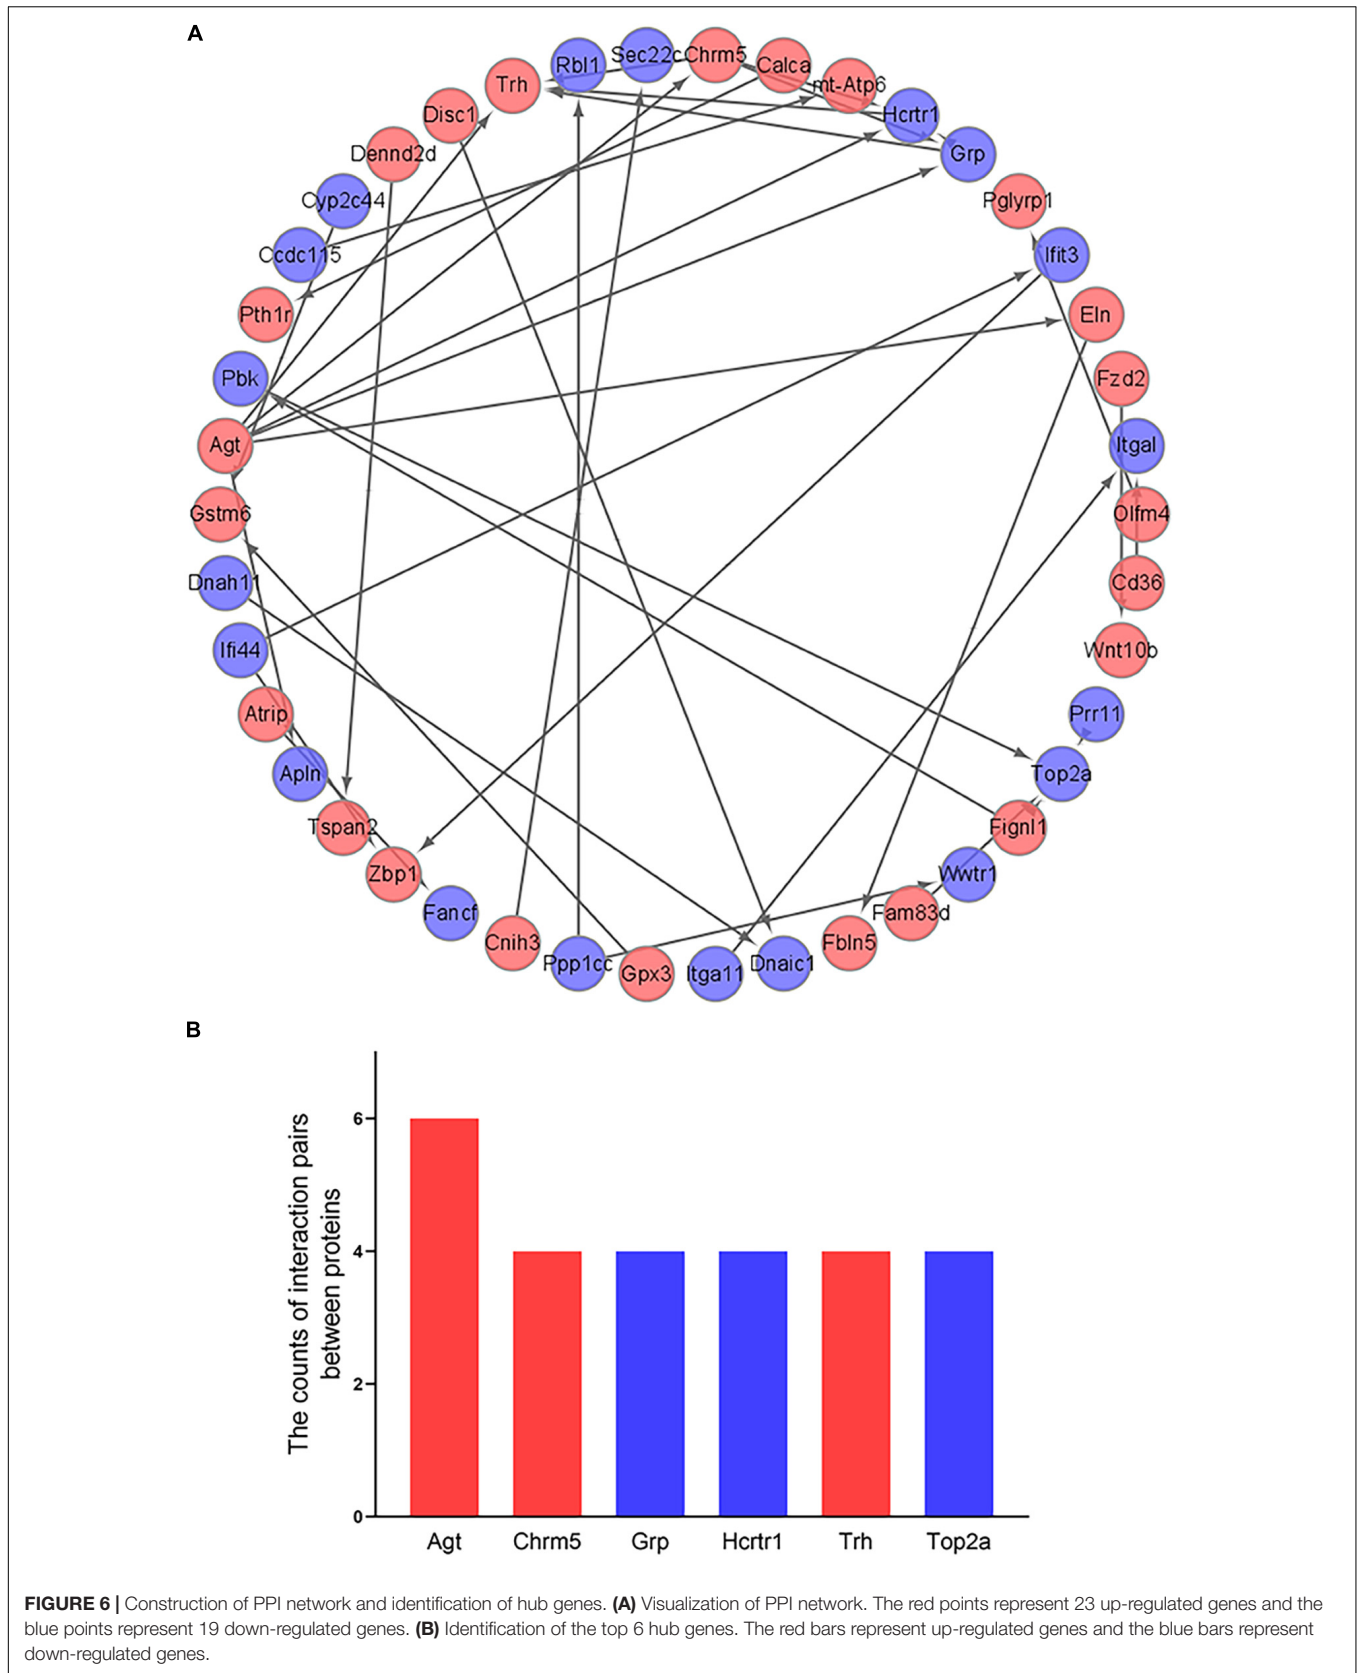 A
Sec22c
Chrm5
Rbl1
Calca
Trh
mt-Atp6
Disc1
Hcrtr1
Dennd2d
Grp
Cyp2c44
Pglyrp1
Ccdc115
Ifit3
Pth1r
Eln
Pbk
Fzd2
Agt
Itgal
Gstm6
Olfm4
Dnah11
Cd36
Ifi44
Wnt10b
Atrip
Prr11
Apln
Top2a
Tspan2
Fignl1
Zbp1
Wwtr1
Fancf
Fam83d
Cnih3
Fbln5
Ppp1cc
Gpx3
Itga11
Dnaic1
B
The counts of interaction pairs
between proteins
6
4
2
0
Agt Chrm5 Grp Hcrtr1 Trh Top2a
FIGURE 6 | Construction of PPI network and identification of hub genes. (A) Visualization of PPI network. The red points represent 23 up-regulated genes and the
blue points represent 19 down-regulated genes. (B) Identification of the top 6 hub genes. The red bars represent up-regulated genes and the blue bars represent
down-regulated genes.